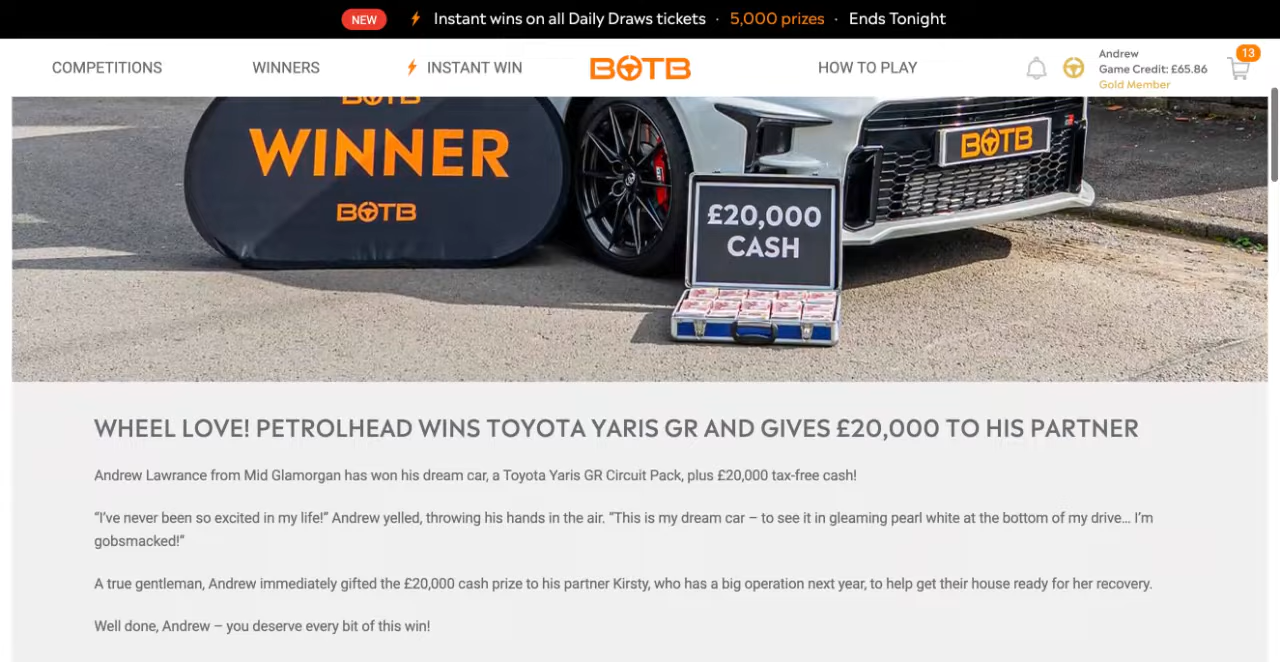 NEW Instant wins on all Daily Draws tickets · 5,000 prizes · Ends Tonight
COMPETITIONS WINNERS INSTANT WIN BOTB HOW TO PLAY
Andrew
Game Credit: £65.86
Gold Member
13
BOTB
WINNER
BOTB
BOTB
£20,000
CASH
WHEEL LOVE! PETROLHEAD WINS TOYOTA YARIS GR AND GIVES £20,000 TO HIS PARTNER
Andrew Lawrance from Mid Glamorgan has won his dream car, a Toyota Yaris GR Circuit Pack, plus £20,000 tax-free cash!
“I’ve never been so excited in my life!” Andrew yelled, throwing his hands in the air. “This is my dream car – to see it in gleaming pearl white at the bottom of my drive… I’m
gobsmacked!”
A true gentleman, Andrew immediately gifted the £20,000 cash prize to his partner Kirsty, who has a big operation next year, to help get their house ready for her recovery.
Well done, Andrew – you deserve every bit of this win!